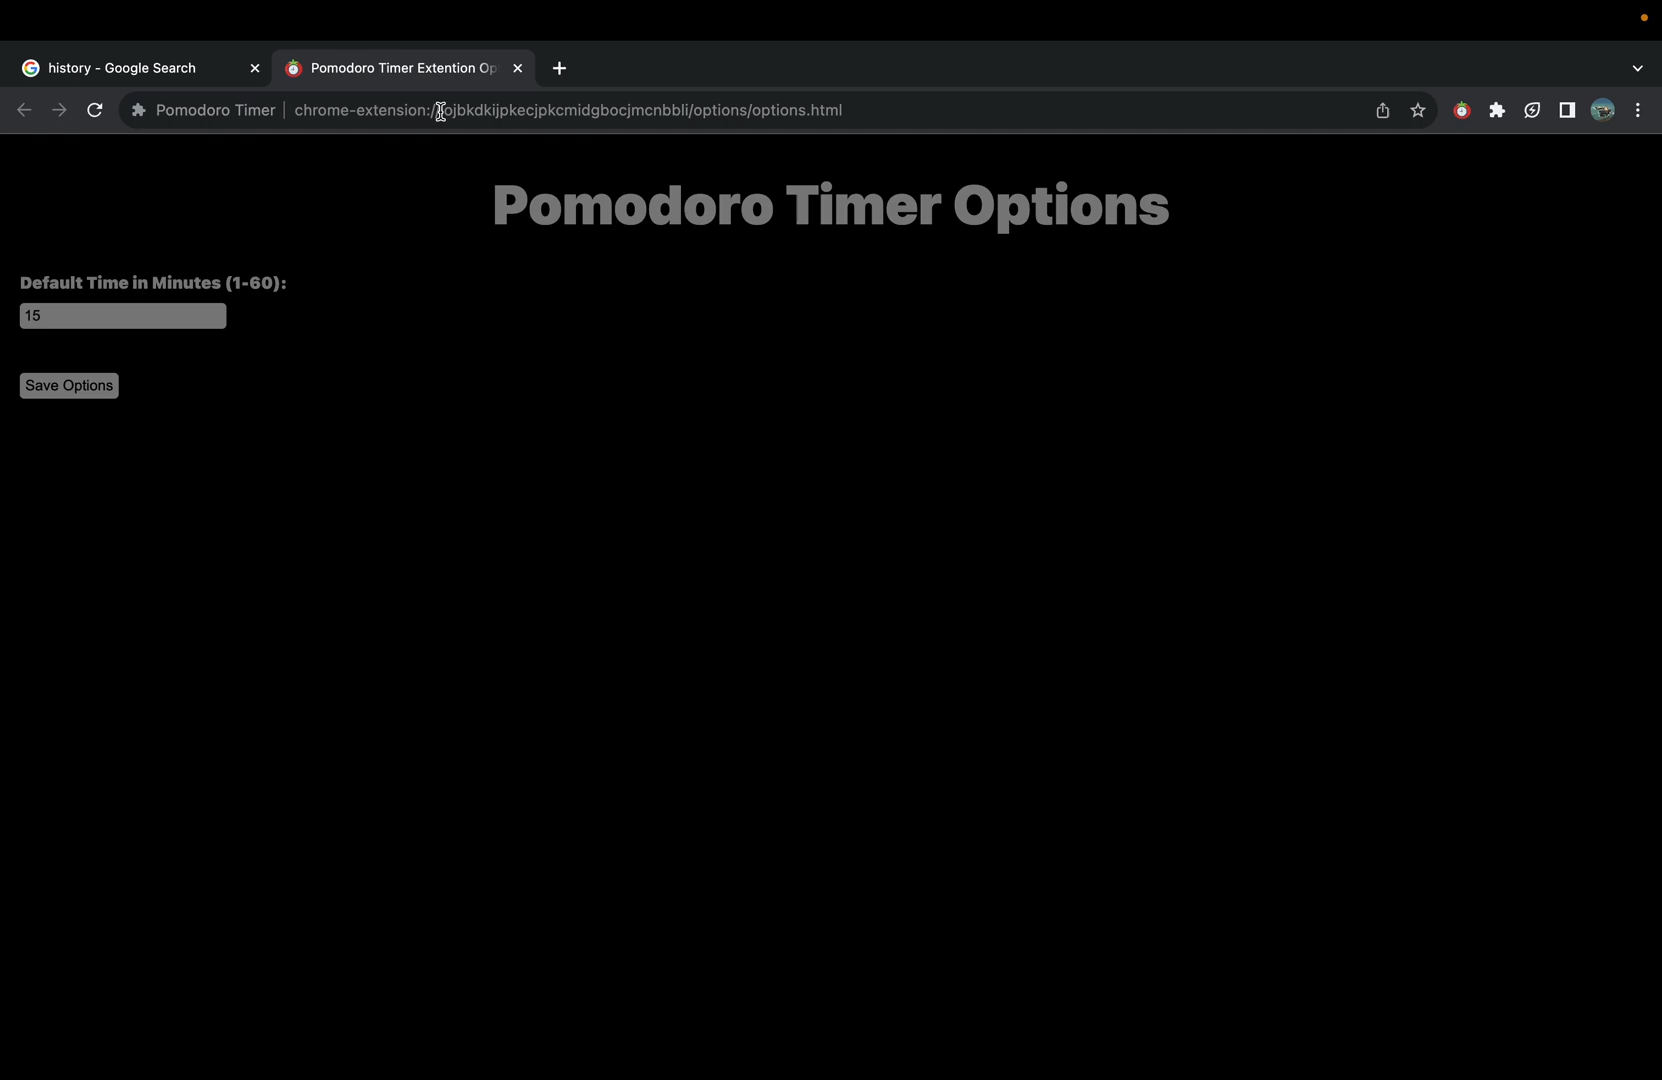 history - Google Search
Pomodoro Timer Extention Op
Pomodoro Timer
chrome-extension:/
ojbkdkijpkecjpkcmidgbocjmcnbbli/options/options.html
Pomodoro Timer Options
Default Time in Minutes (1-60):
15
Save Options